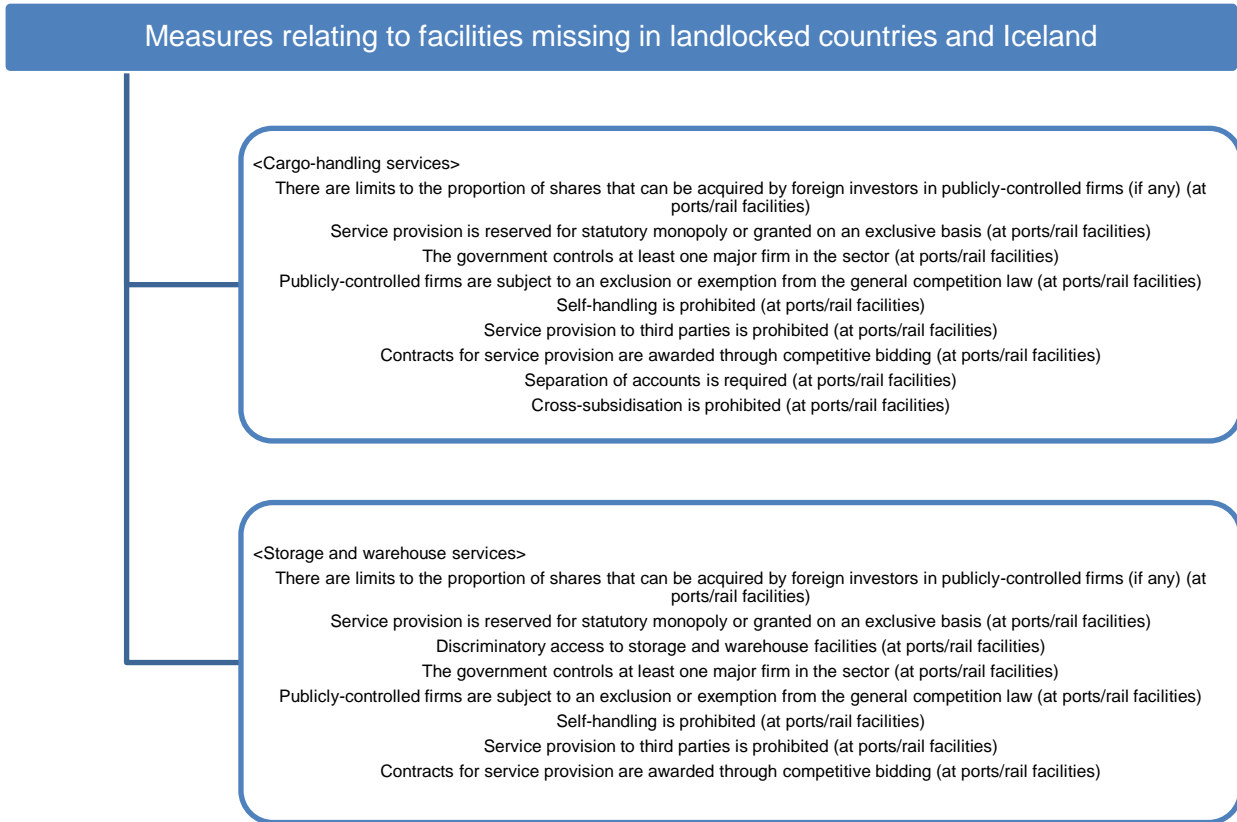 Measures relating to facilities missing in landlocked countries and Iceland
<Cargo-handling services>
There are limits to the proportion of shares that can be acquired by foreign investors in publicly-controlled firms (if any) (at
ports/rail facilities)
Service provision is reserved for statutory monopoly or granted on an exclusive basis (at ports/rail facilities)
The government controls at least one major firm in the sector (at ports/rail facilities)
Publicly-controlled firms are subject to an exclusion or exemption from the general competition law (at ports/rail facilities)
Self-handling is prohibited (at ports/rail facilities)
Service provision to third parties is prohibited (at ports/rail facilities)
Contracts for service provision are awarded through competitive bidding (at ports/rail facilities)
Separation of accounts is required (at ports/rail facilities)
Cross-subsidisation is prohibited (at ports/rail facilities)
<Storage and warehouse services>
There are limits to the proportion of shares that can be acquired by foreign investors in publicly-controlled firms (if any) (at
ports/rail facilities)
Service provision is reserved for statutory monopoly or granted on an exclusive basis (at ports/rail facilities)
Discriminatory access to storage and warehouse facilities (at ports/rail facilities)
The government controls at least one major firm in the sector (at ports/rail facilities)
Publicly-controlled firms are subject to an exclusion or exemption from the general competition law (at ports/rail facilities)
Self-handling is prohibited (at ports/rail facilities)
Service provision to third parties is prohibited (at ports/rail facilities)
Contracts for service provision are awarded through competitive bidding (at ports/rail facilities)